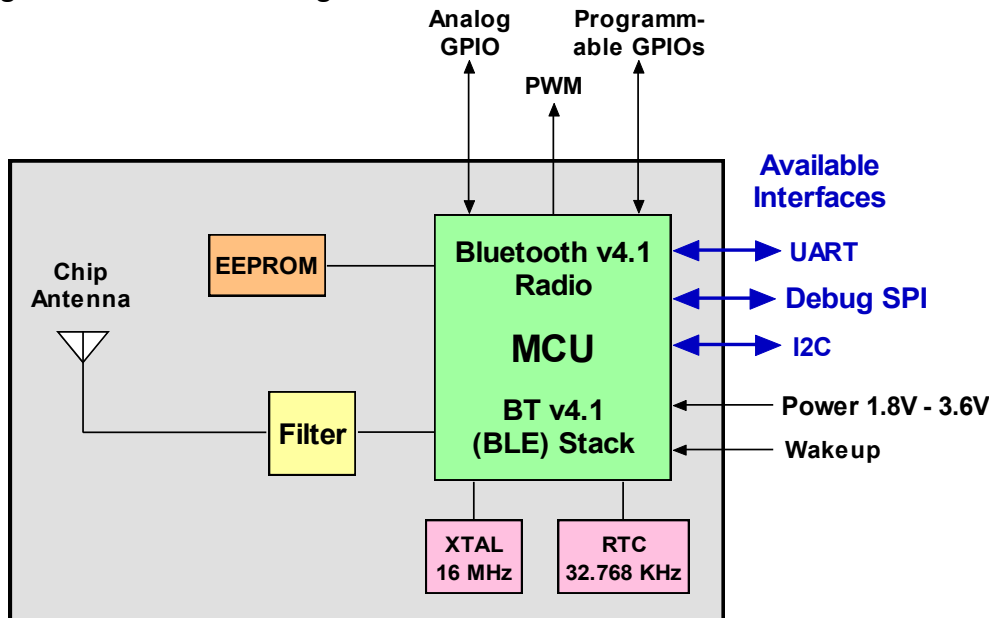 Analog
GPIO
Programm-
able GPIOs
PWM
Available
Interfaces
EEPROM
Bluetooth v4.1
Radio
UART
Chip
Antenna
Debug SPI
MCU
I2C
BT v4.1
(BLE) Stack
Power 1.8V - 3.6V
Filter
Wakeup
XTAL
16 MHz
RTC
32.768 KHz